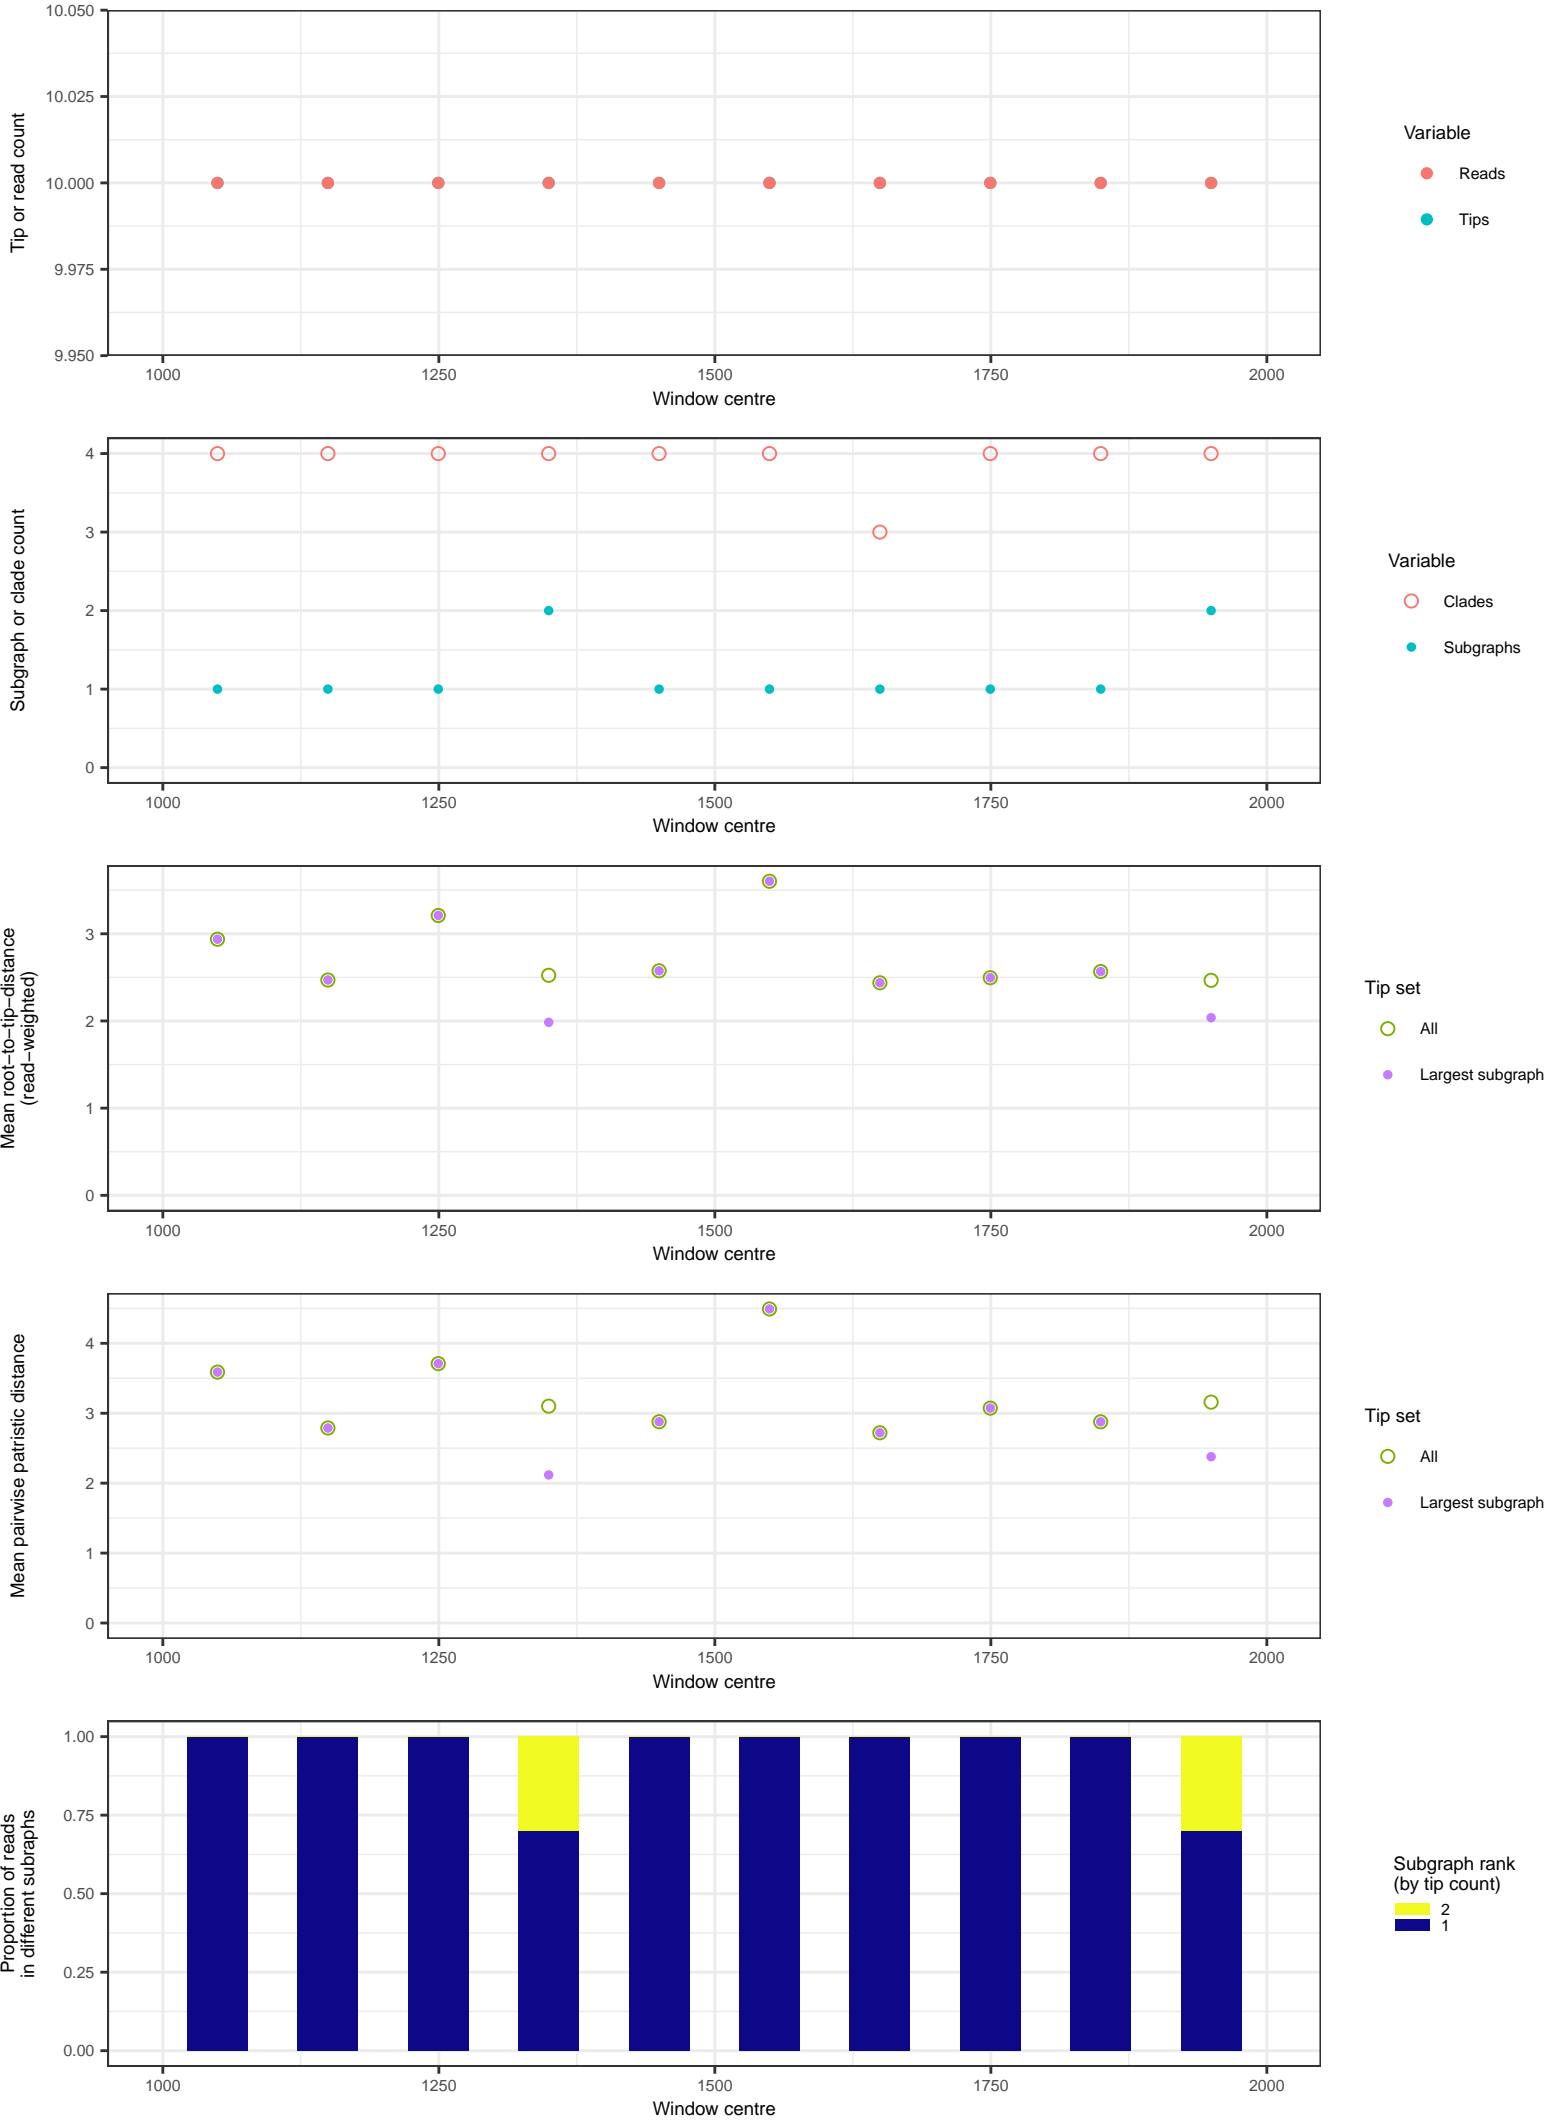 10.050
10.025
10.000
9.975
9.950
Tip or read count
1000 1250 1500 1750 2000
Window centre
Variable
Reads
Tips
4
3
2
1
0
Subgraph or clade count
1000 1250 1500 1750 2000
Window centre
Variable
Clades
Subgraphs
3
2
1
0
Mean root−to−tip−distance
(read−weighted)
1000 1250 1500 1750 2000
Window centre
Tip set
All
Largest subgraph
4
3
2
1
0
Mean pairwise patristic distance
1000 1250 1500 1750 2000
Window centre
Tip set
All
Largest subgraph
1.00
0.75
0.50
0.25
0.00
Proportion of reads
in different subraphs
1000 1250 1500 1750 2000
Window centre
Subgraph rank
(by tip count)
2
1